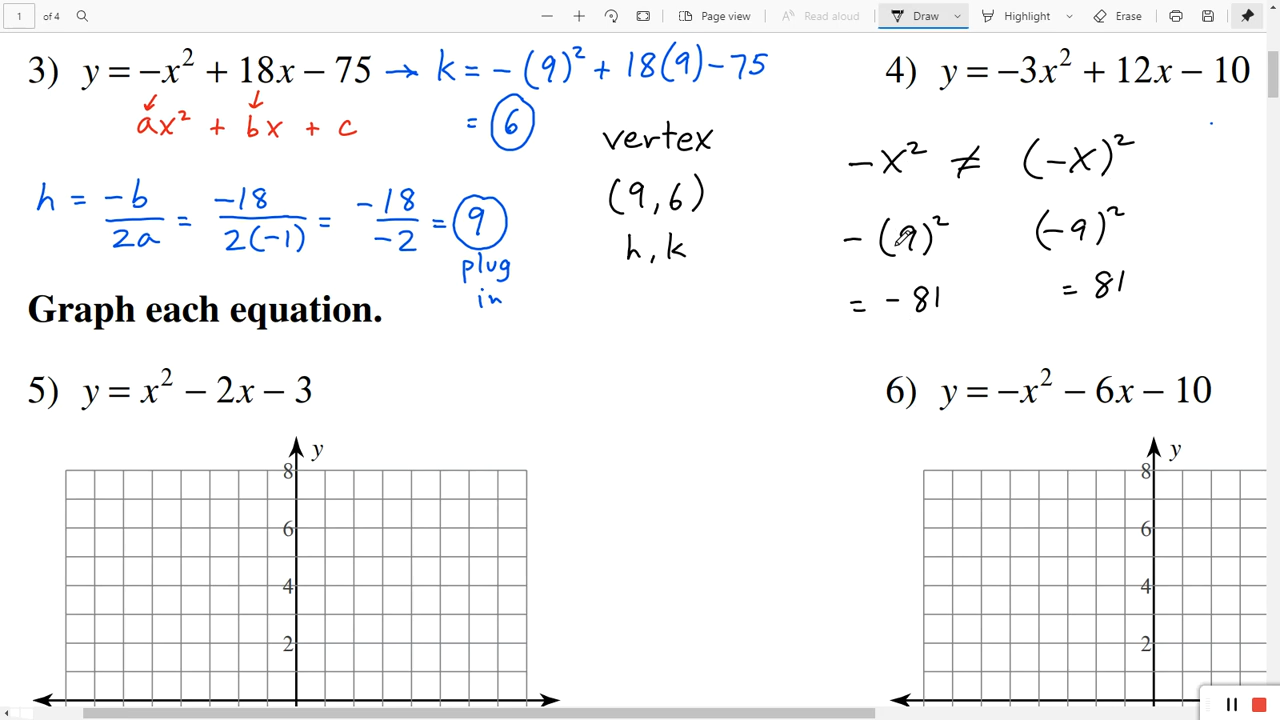 1 of 4 Page view Read aloud Draw Highlight Erase
3) y = −x² + 18x − 75 → k = −(9)² + 18(9) − 75
ax² + bx + c
= 6
h = −b/2a = −18/2(−1) = −18/−2 = 9
plug
in
vertex
(9, 6)
h, k
4) y = −3x² + 12x − 10
−x² ≠ (−x)²
−(9)² (−9)²
= −81 = 81
Graph each equation.
5) y = x² − 2x − 3
y
8
6
4
2
6) y = −x² − 6x − 10
y
8
6
4
2